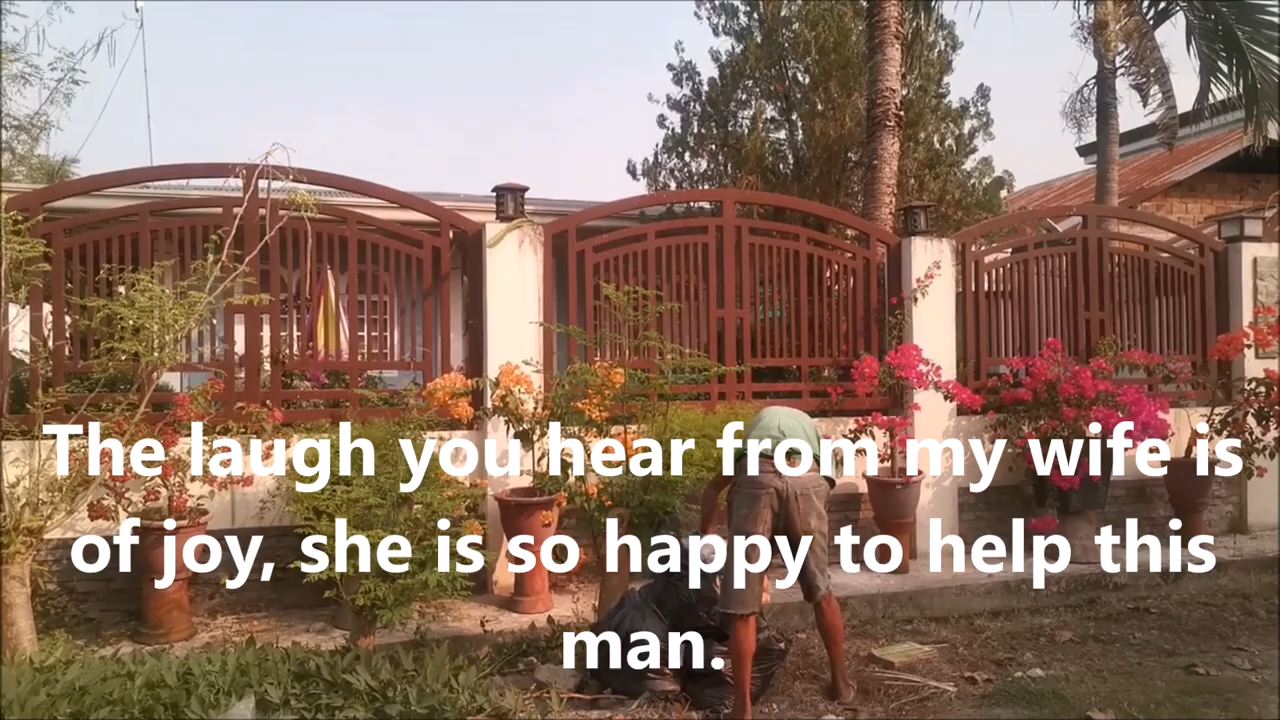 The laugh you hear from my wife is
of joy, she is so happy to help this
man.